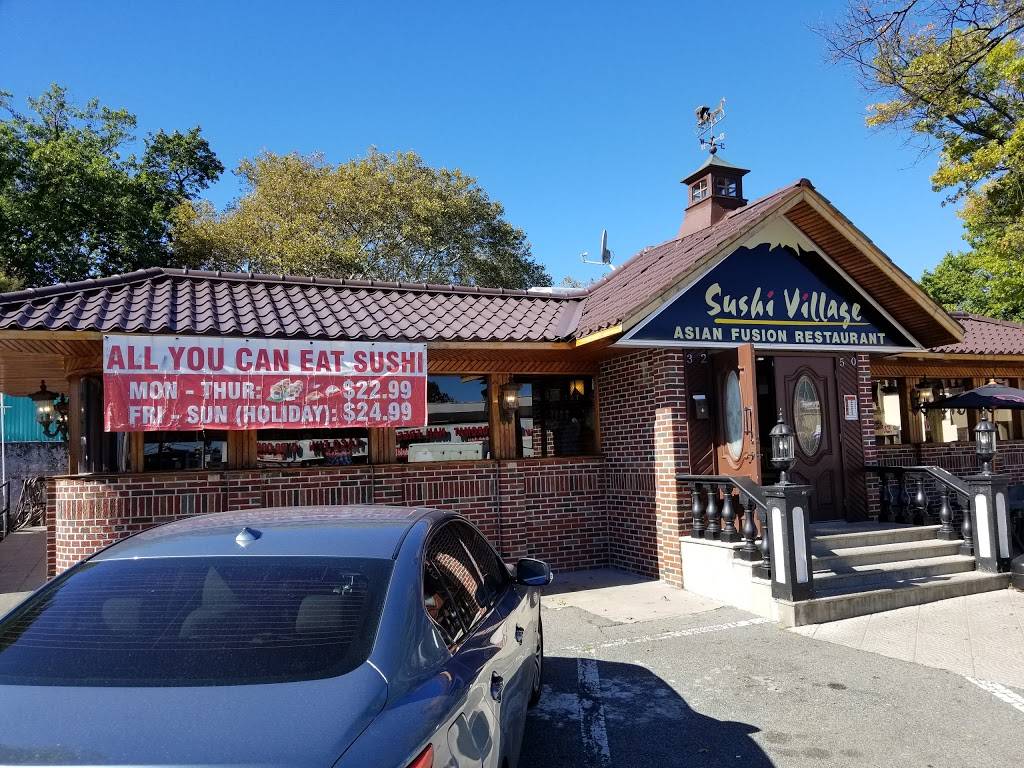 Sushi Village
ASIAN FUSION RESTAURANT
32 50
ALL YOU CAN EAT SUSHI
MON - THUR: $22.99
FRI - SUN (HOLIDAY): $24.99